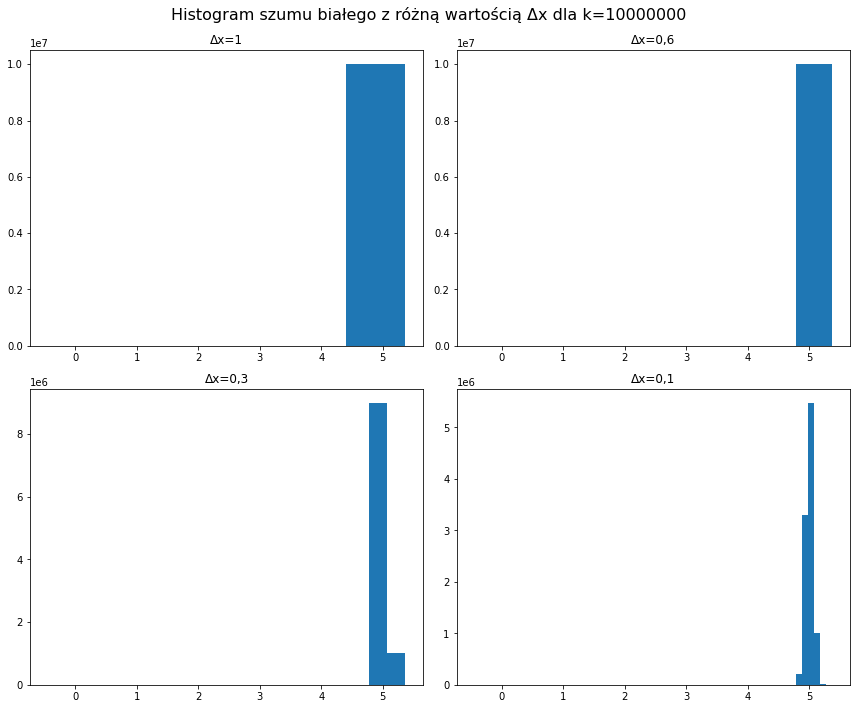 Histogram szumu białego z różną wartością Δx dla k=10000000
Δx=1
1e7
1.0
0.8
0.6
0.4
0.2
0.0
0 1 2 3 4 5
Δx=0,6
1e7
1.0
0.8
0.6
0.4
0.2
0.0
0 1 2 3 4 5
Δx=0,3
1e6
8
6
4
2
0
0 1 2 3 4 5
Δx=0,1
1e6
5
4
3
2
1
0
0 1 2 3 4 5